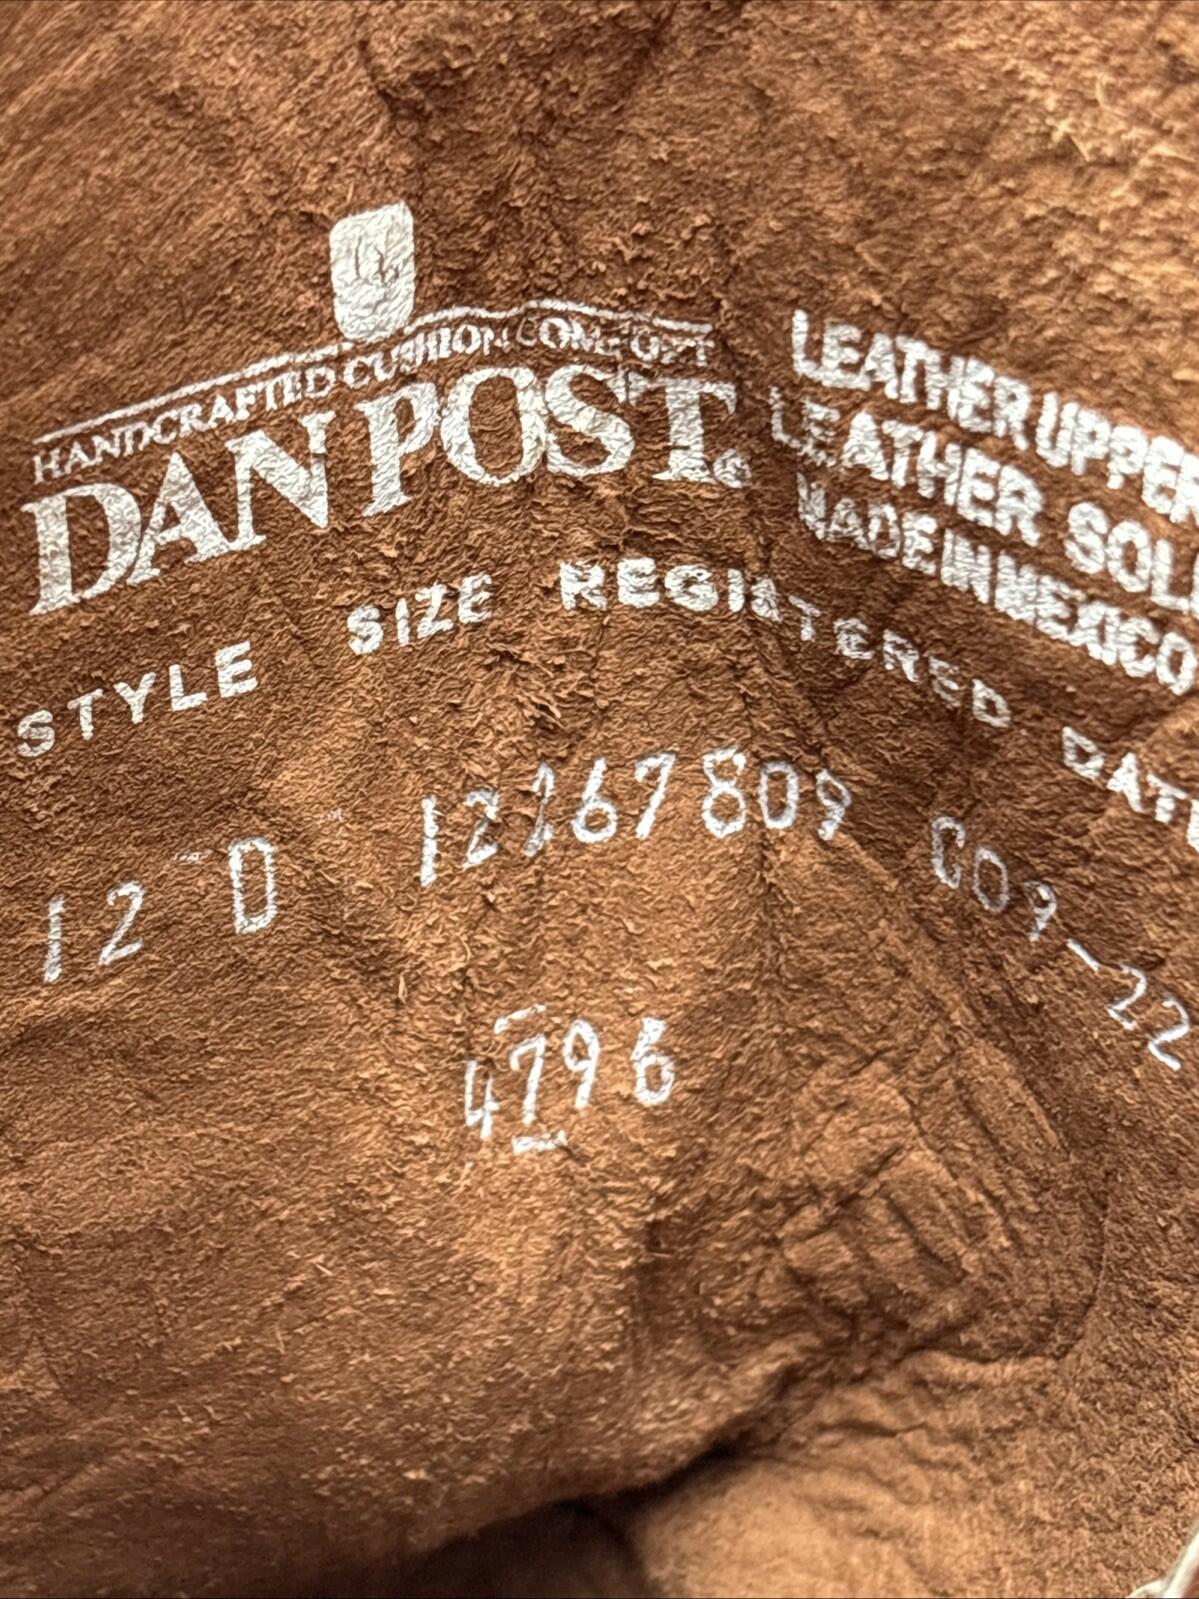 HANDCRAFTED CUSHION COMFORT
DAN POST®
LEATHER UPPER
LEATHER SOL
MADE IN MEXICO
STYLE SIZE REGISTERED DATE
12 D 12267809 C09-22
4796